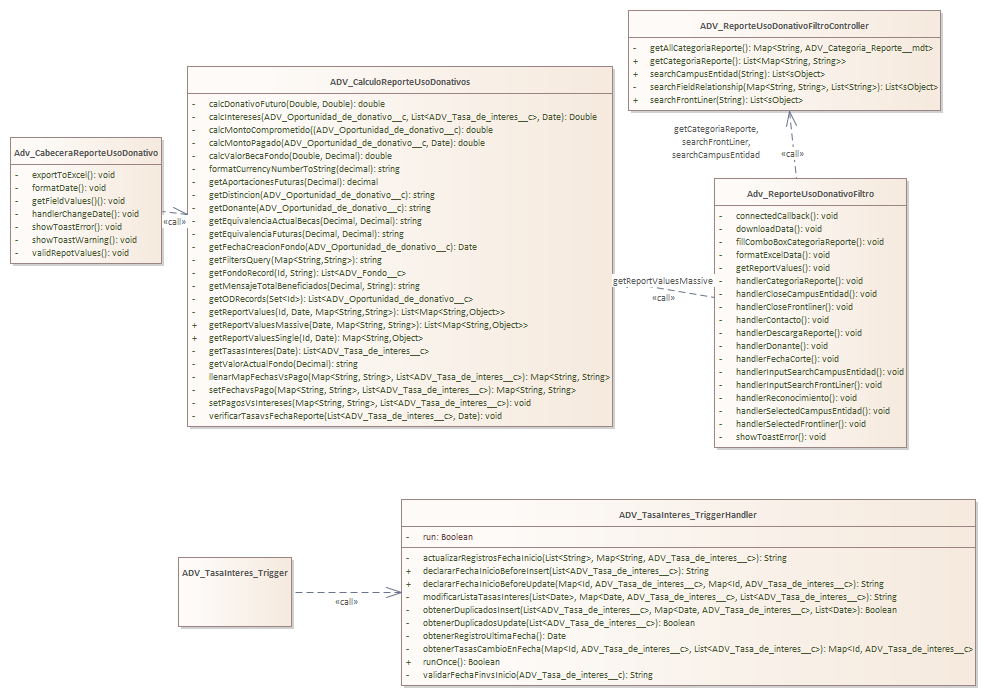 ADV_ReporteUsoDonativoFiltroController
- getAllCategoriaReporte(): Map<String, ADV_Categoria_Reporte__mdt>
+ getCategoriaReporte(): List<Map<String, String>>
+ searchCampusEntidad(String): List<sObject>
- searchFieldRelationship(Map<String, String>, List<String>): List<sObject>
+ searchFrontLiner(String): List<sObject>
getCategoriaReporte,
searchFrontLiner,
searchCampusEntidad
«call»
Adv_CabeceraReporteUsoDonativo
- exportToExcel(): void
- formatDate(): void
- getFieldValues()(): void
- handlerChangeDate(): void
- showToastError(): void
- showToastWarning(): void
- validRepotValues(): void
«call»
ADV_CalculoReporteUsoDonativos
- calcDonativoFuturo(Double, Double): double
- calcIntereses(ADV_Oportunidad_de_donativo__c, List<ADV_Tasa_de_interes__c>, Date): Double
- calcMontoComprometido((ADV_Oportunidad_de_donativo__c): double
- calcMontoPagado(ADV_Oportunidad_de_donativo__c, Date): double
- calcValorBecaFondo(Double, Decimal): double
- formatCurrencyNumberToString(decimal): string
- getAportacionesFuturas(Decimal): decimal
- getDistincion(ADV_Oportunidad_de_donativo__c): string
- getDonante(ADV_Oportunidad_de_donativo__c): string
- getEquivalenciaActualBecas(Decimal, Decimal): string
- getEquivalenciaFuturas(Decimal, Decimal): string
- getFechaCreacionFondo(ADV_Oportunidad_de_donativo__c): Date
- getFiltersQuery(Map<String,String>): string
- getFondoRecord(Id, String): List<ADV_Fondo__c>
- getMensajeTotalBeneficiados(Decimal, String): string
- getODRecords(Set<Id>): List<ADV_Oportunidad_de_donativo__c>
- getReportValues(Id, Date, Map<String,String>): List<Map<String,Object>>
+ getReportValuesMassive(Date, Map<String, String>): List<Map<String,Object>>
+ getReportValuesSingle(Id, Date): Map<String,Object>
- getTasasInteres(Date): List<ADV_Tasa_de_interes__c>
- getValorActualFondo(Decimal): string
- llenarMapFechasVsPago(Map<String, String>, List<ADV_Tasa_de_interes__c>): Map<String, String>
- setFechavsPago(Map<String, String>, List<ADV_Tasa_de_interes__c>): Map<String, String>
- setPagosVsIntereses(Map<String, String>, List<ADV_Tasa_de_interes__c>): void
- verificarTasavsFechaReporte(List<ADV_Tasa_de_interes__c>, Date): void
getReportValuesMassive
«call»
Adv_ReporteUsoDonativoFiltro
- connectedCallback(): void
- downloadData(): void
- fillComboBoxCategoriaReporte(): void
- formatExcelData(): void
- getReportValues(): void
- handlerCategoriaReporte(): void
- handlerCloseCampusEntidad(): void
- handlerCloseFrontliner(): void
- handlerContacto(): void
- handlerDescargaReporte(): void
- handlerDonante(): void
- handlerFechaCorte(): void
- handlerInputSearchCampusEntidad(): void
- handlerInputSearchFrontLiner(): void
- handlerReconocimiento(): void
- handlerSelectedCampusEntidad(): void
- handlerSelectedFrontliner(): void
- showToastError(): void
ADV_TasaInteres_Trigger
«call»
ADV_TasaInteres_TriggerHandler
- run: Boolean
- actualizarRegistrosFechaInicio(List<String>, Map<String, ADV_Tasa_de_interes__c>): String
+ declararFechaInicioBeforeInsert(List<ADV_Tasa_de_interes__c>): String
+ declararFechaInicioBeforeUpdate(Map<Id, ADV_Tasa_de_interes__c>, Map<Id, ADV_Tasa_de_interes__c>): String
- modificarListaTasasInteres(List<Date>, Map<Date, ADV_Tasa_de_interes__c>, List<ADV_Tasa_de_interes__c>): String
- obtenerDuplicadosInsert(List<ADV_Tasa_de_interes__c>, Map<Date, ADV_Tasa_de_interes__c>, List<Date>): Boolean
- obtenerDuplicadosUpdate(List<ADV_Tasa_de_interes__c>): Boolean
- obtenerRegistroUltimaFecha(): Date
- obtenerTasasCambioEnFecha(Map<Id, ADV_Tasa_de_interes__c>, List<ADV_Tasa_de_interes__c>): Map<Id, ADV_Tasa_de_interes__c>
+ runOnce(): Boolean
- validarFechaFinvsInicio(ADV_Tasa_de_interes__c): String